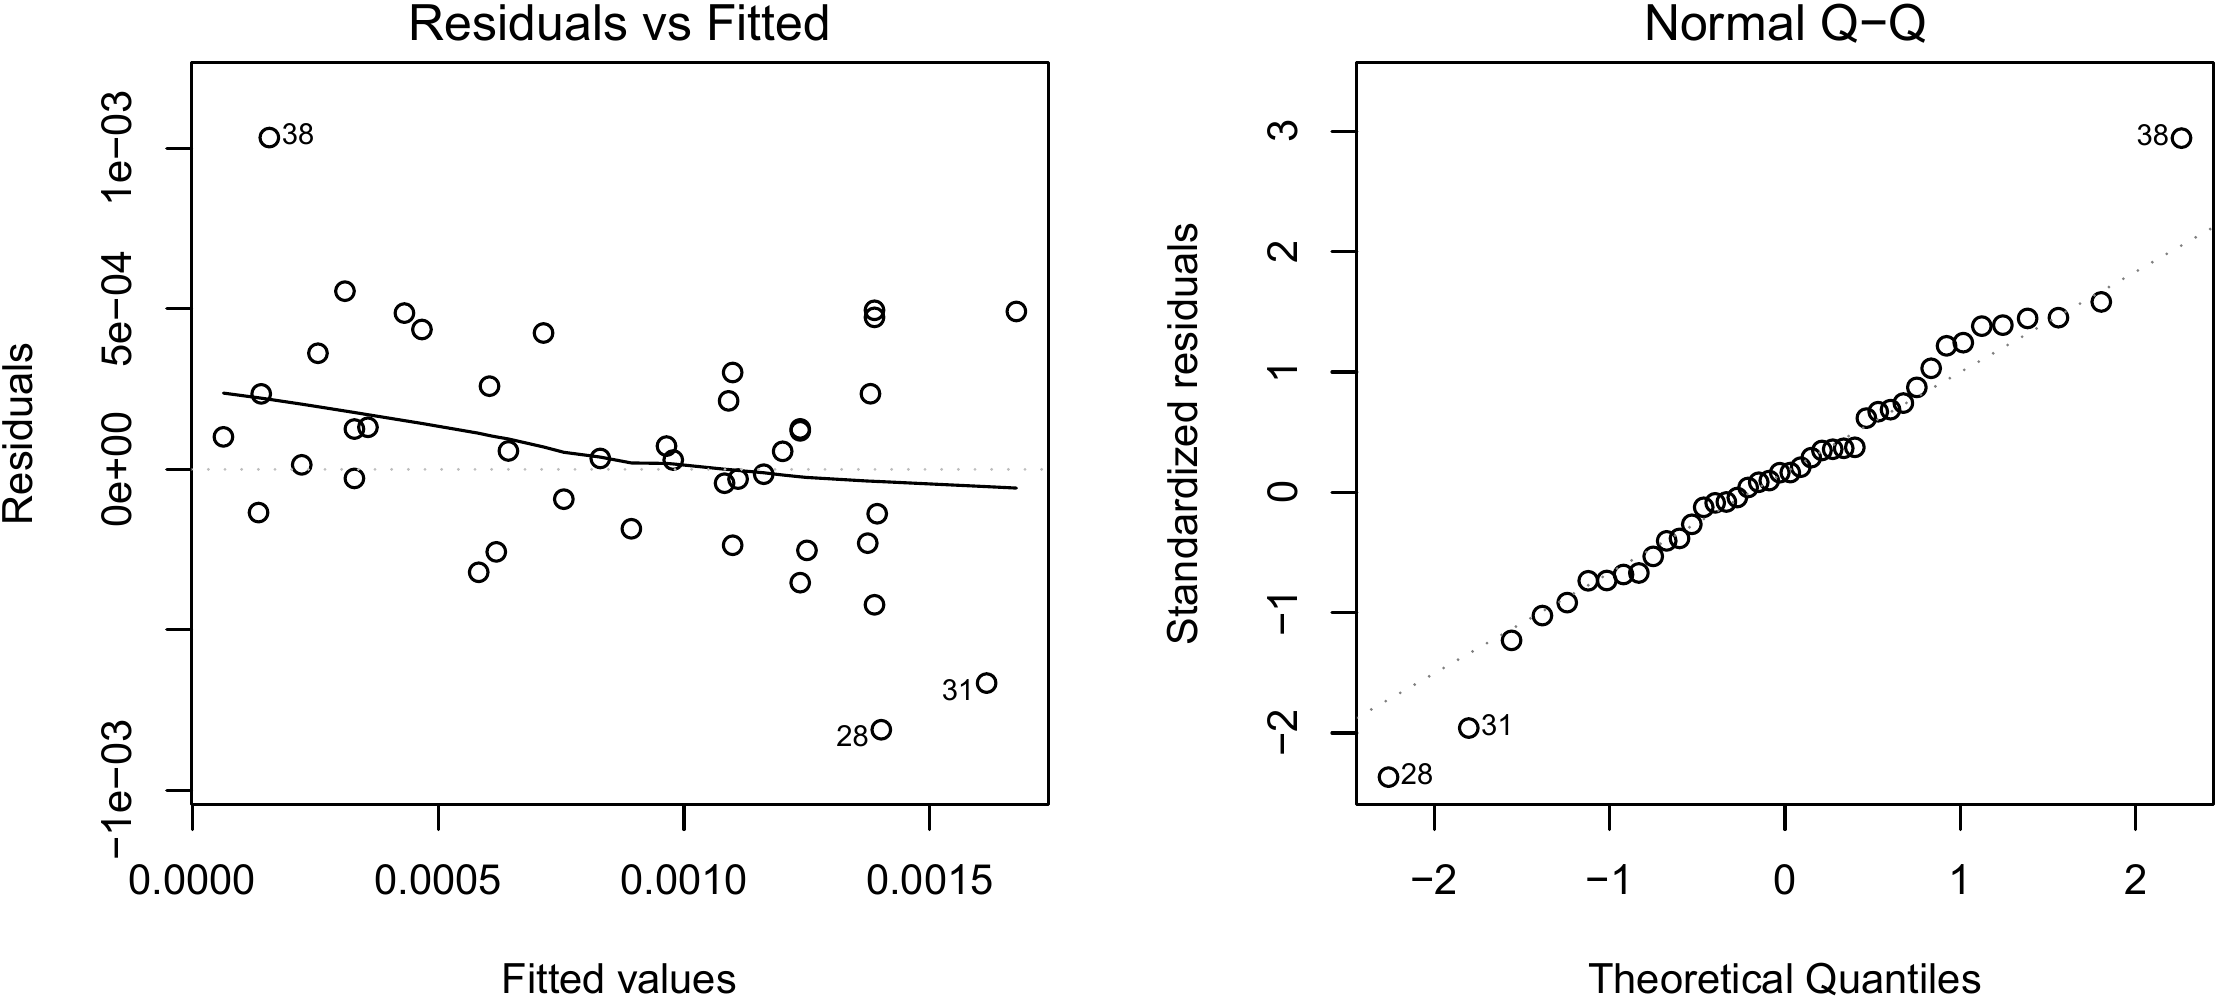 Residuals vs Fitted
Residuals
1e−03
5e−04
0e+00
−1e−03
38
31
28
0.0000 0.0005 0.0010 0.0015
Fitted values
Normal Q−Q
Standardized residuals
3
2
1
0
−1
−2
38
31
28
−2 −1 0 1 2
Theoretical Quantiles